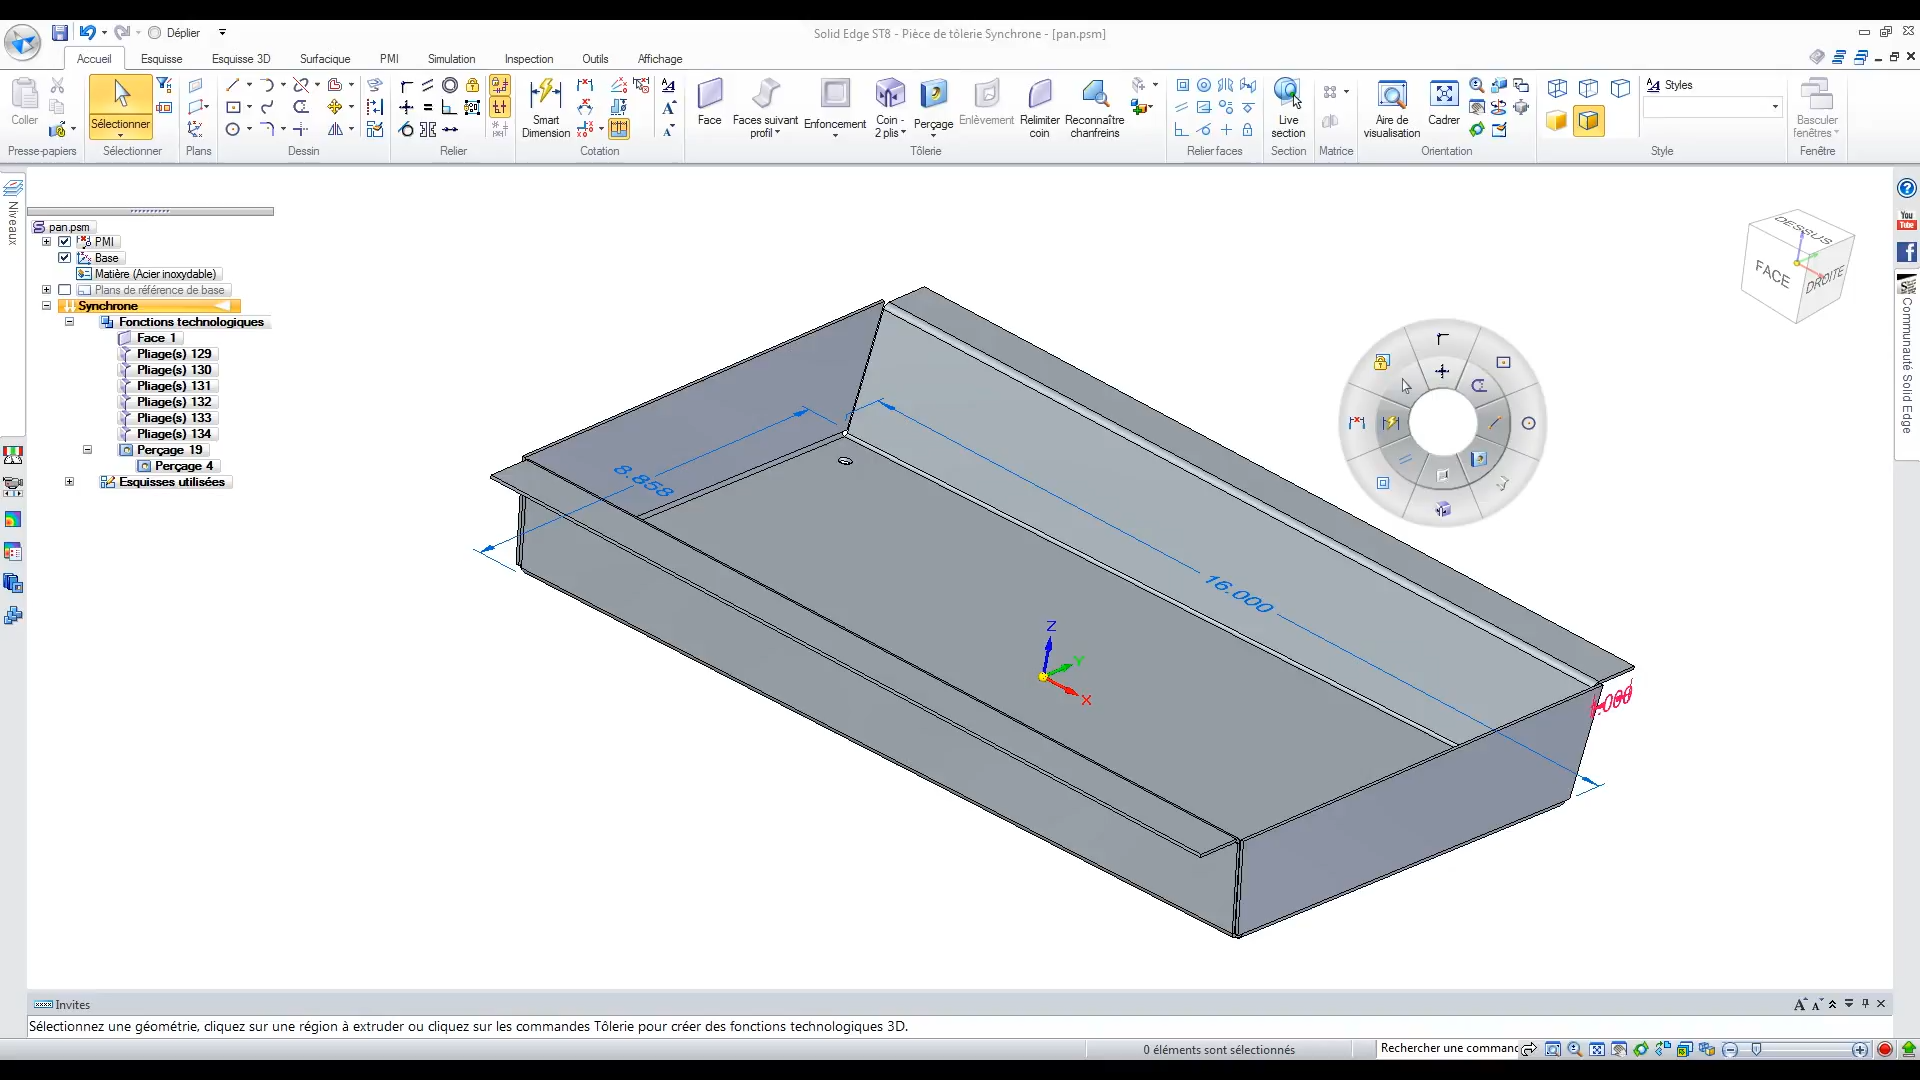 Déplier
Solid Edge ST8 - Pièce de tôlerie Synchrone - [pan.psm]
Accueil Esquisse Esquisse 3D Surfacique PMI Simulation Inspection Outils Affichage
Coller Sélectionner Smart Dimension Face Faces suivant profil Enfoncement Coin - 2 plis Perçage Enlèvement Relimiter coin Reconnaître chanfreins Live section Aire de visualisation Cadrer Styles Basculer fenêtres
Presse-papiers Sélectionner Plans Dessin Relier Cotation Tôlerie Relier faces Section Matrice Orientation Style Fenêtre
Niveaux
pan.psm
PMI
Base
Matière (Acier inoxydable)
Plans de référence de base
Synchrone
Fonctions technologiques
Face 1
Pliage(s) 129
Pliage(s) 130
Pliage(s) 131
Pliage(s) 132
Pliage(s) 133
Pliage(s) 134
Perçage 19
Perçage 4
Esquisses utilisées
8.858
16.000
Z
Y
X
DESSUS
FACE
DROITE
You
Tube
Communauté Solid Edge
Invites
Sélectionnez une géométrie, cliquez sur une région à extruder ou cliquez sur les commandes Tôlerie pour créer des fonctions technologiques 3D.
0 éléments sont sélectionnés
Rechercher une command